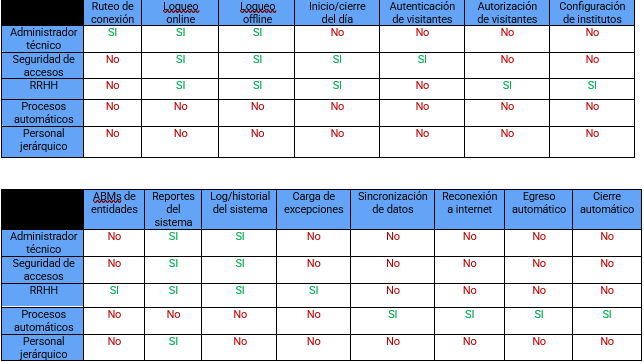 Ruteo de conexión Logueo online Logueo offline Inicio/cierre del día Autenticación de visitantes Autorización de visitantes Configuración de institutos
Administrador técnico SI SI SI No No No No
Seguridad de accesos No SI SI SI SI No No
RRHH No SI SI SI No SI SI
Procesos automáticos No No No No No No No
Personal jerárquico No No No No No No No
ABMs de entidades Reportes del sistema Log/historial del sistema Carga de excepciones Sincronización de datos Reconexión a internet Egreso automático Cierre automático
Administrador técnico No SI SI No No No No No
Seguridad de accesos No SI SI No No No No No
RRHH SI SI SI SI No No No No
Procesos automáticos No No No No SI SI SI SI
Personal jerárquico No SI No No No No No No